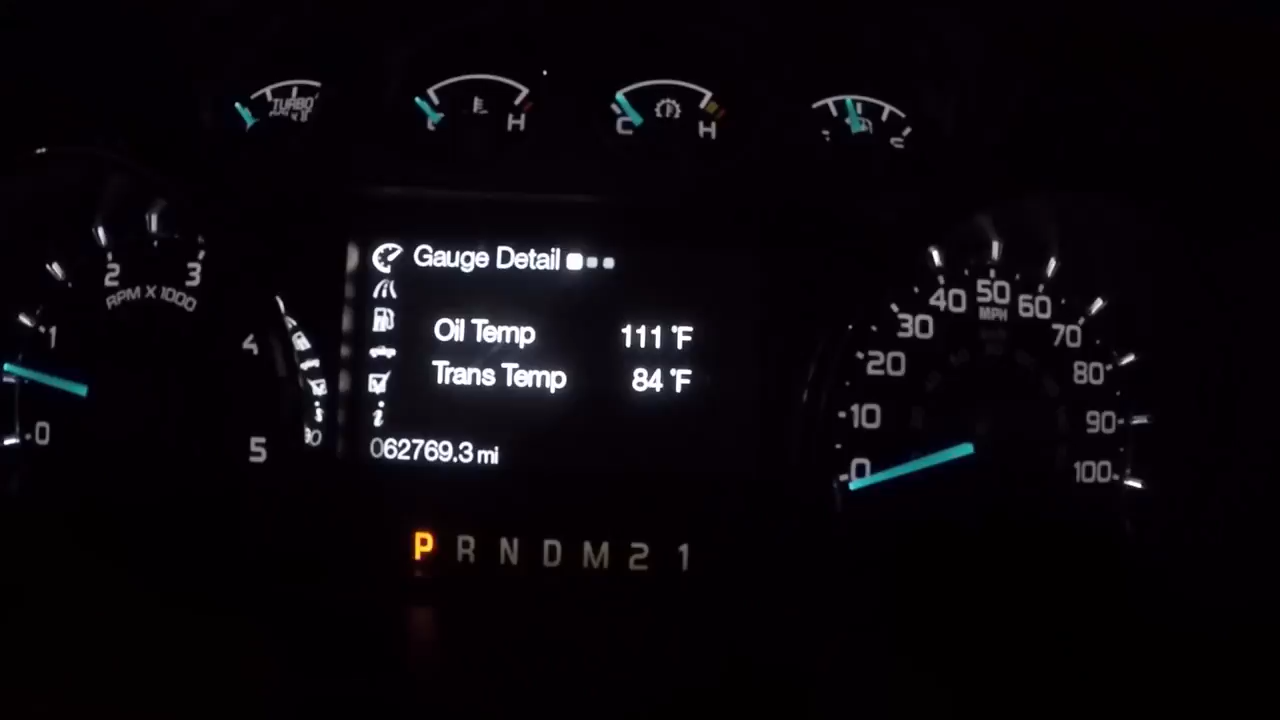 TURBO
H
C H
Gauge Detail
Oil Temp 111 °F
Trans Temp 84 °F
062769.3 mi
0 1 2 3 4 5
RPM X 1000
0 10 20 30 40 50 60 70 80 90 100
MPH
P R N D M 2 1